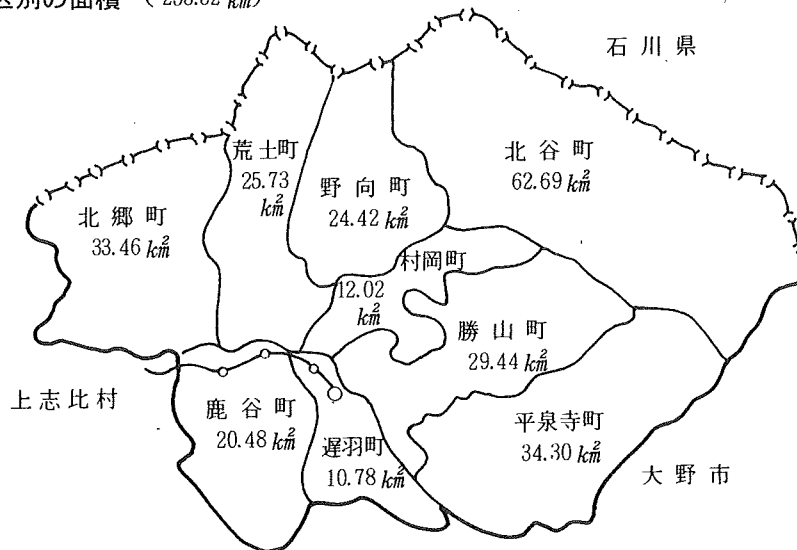 区別の面積
石川県
荒土町
25.73
km²
野向町
24.42 km²
北谷町
62.69 km²
北郷町
33.46 km²
村岡町
12.02
km²
勝山町
29.44 km²
上志比村
鹿谷町
20.48 km²
遅羽町
10.78 km²
平泉寺町
34.30 km²
大野市